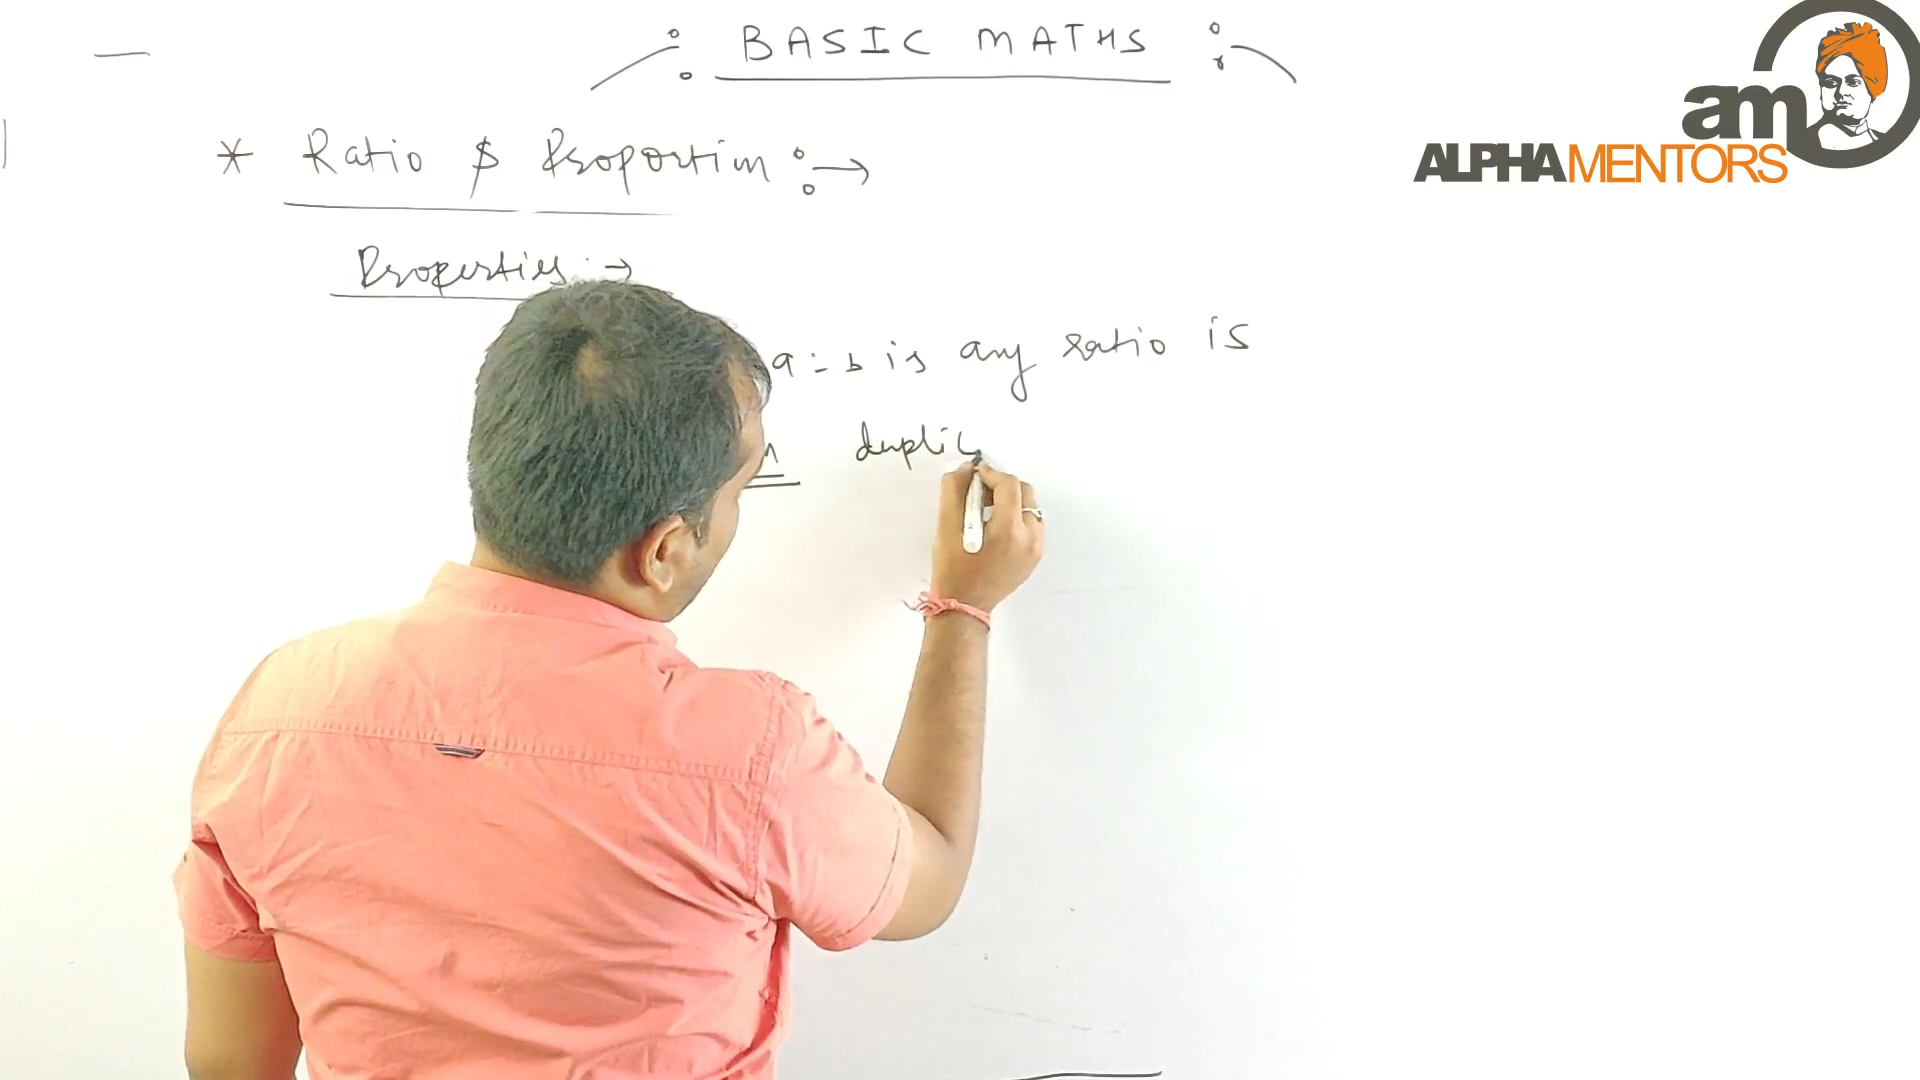 BASIC MATHS
am
ALPHAMENTORS
* Ratio & Proportion :→
Properties :→
a:b is any ratio is
duplic